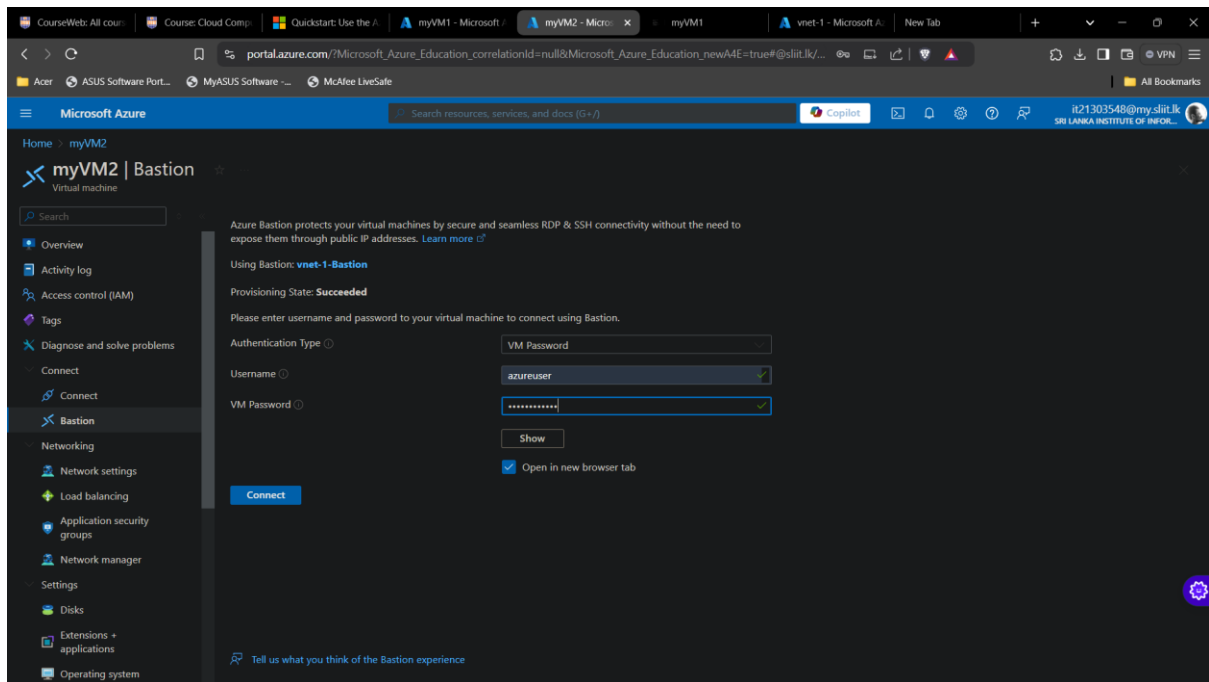 CourseWeb: All cours
Course: Cloud Comp
Quickstart: Use the A
myVM1 - Microsoft
myVM2 - Micros
myVM1
vnet-1 - Microsoft Az
New Tab
portal.azure.com/?Microsoft_Azure_Education_correlationId=null&Microsoft_Azure_Education_newA4E=true#@sliit.lk/...
VPN
Acer
ASUS Software Port...
MyASUS Software -...
McAfee LiveSafe
All Bookmarks
Microsoft Azure
Search resources, services, and docs (G+/)
Copilot
it21303548@my.sliit.lk
SRI LANKA INSTITUTE OF INFOR...
Home > myVM2
myVM2 | Bastion
Virtual machine
Search
Overview
Activity log
Access control (IAM)
Tags
Diagnose and solve problems
Connect
Connect
Bastion
Networking
Network settings
Load balancing
Application security
groups
Network manager
Settings
Disks
Extensions +
applications
Operating system
Azure Bastion protects your virtual machines by secure and seamless RDP & SSH connectivity without the need to
expose them through public IP addresses. Learn more
Using Bastion: vnet-1-Bastion
Provisioning State: Succeeded
Please enter username and password to your virtual machine to connect using Bastion.
Authentication Type
VM Password
Username
azureuser
VM Password
••••••••••••
Show
Open in new browser tab
Connect
Tell us what you think of the Bastion experience